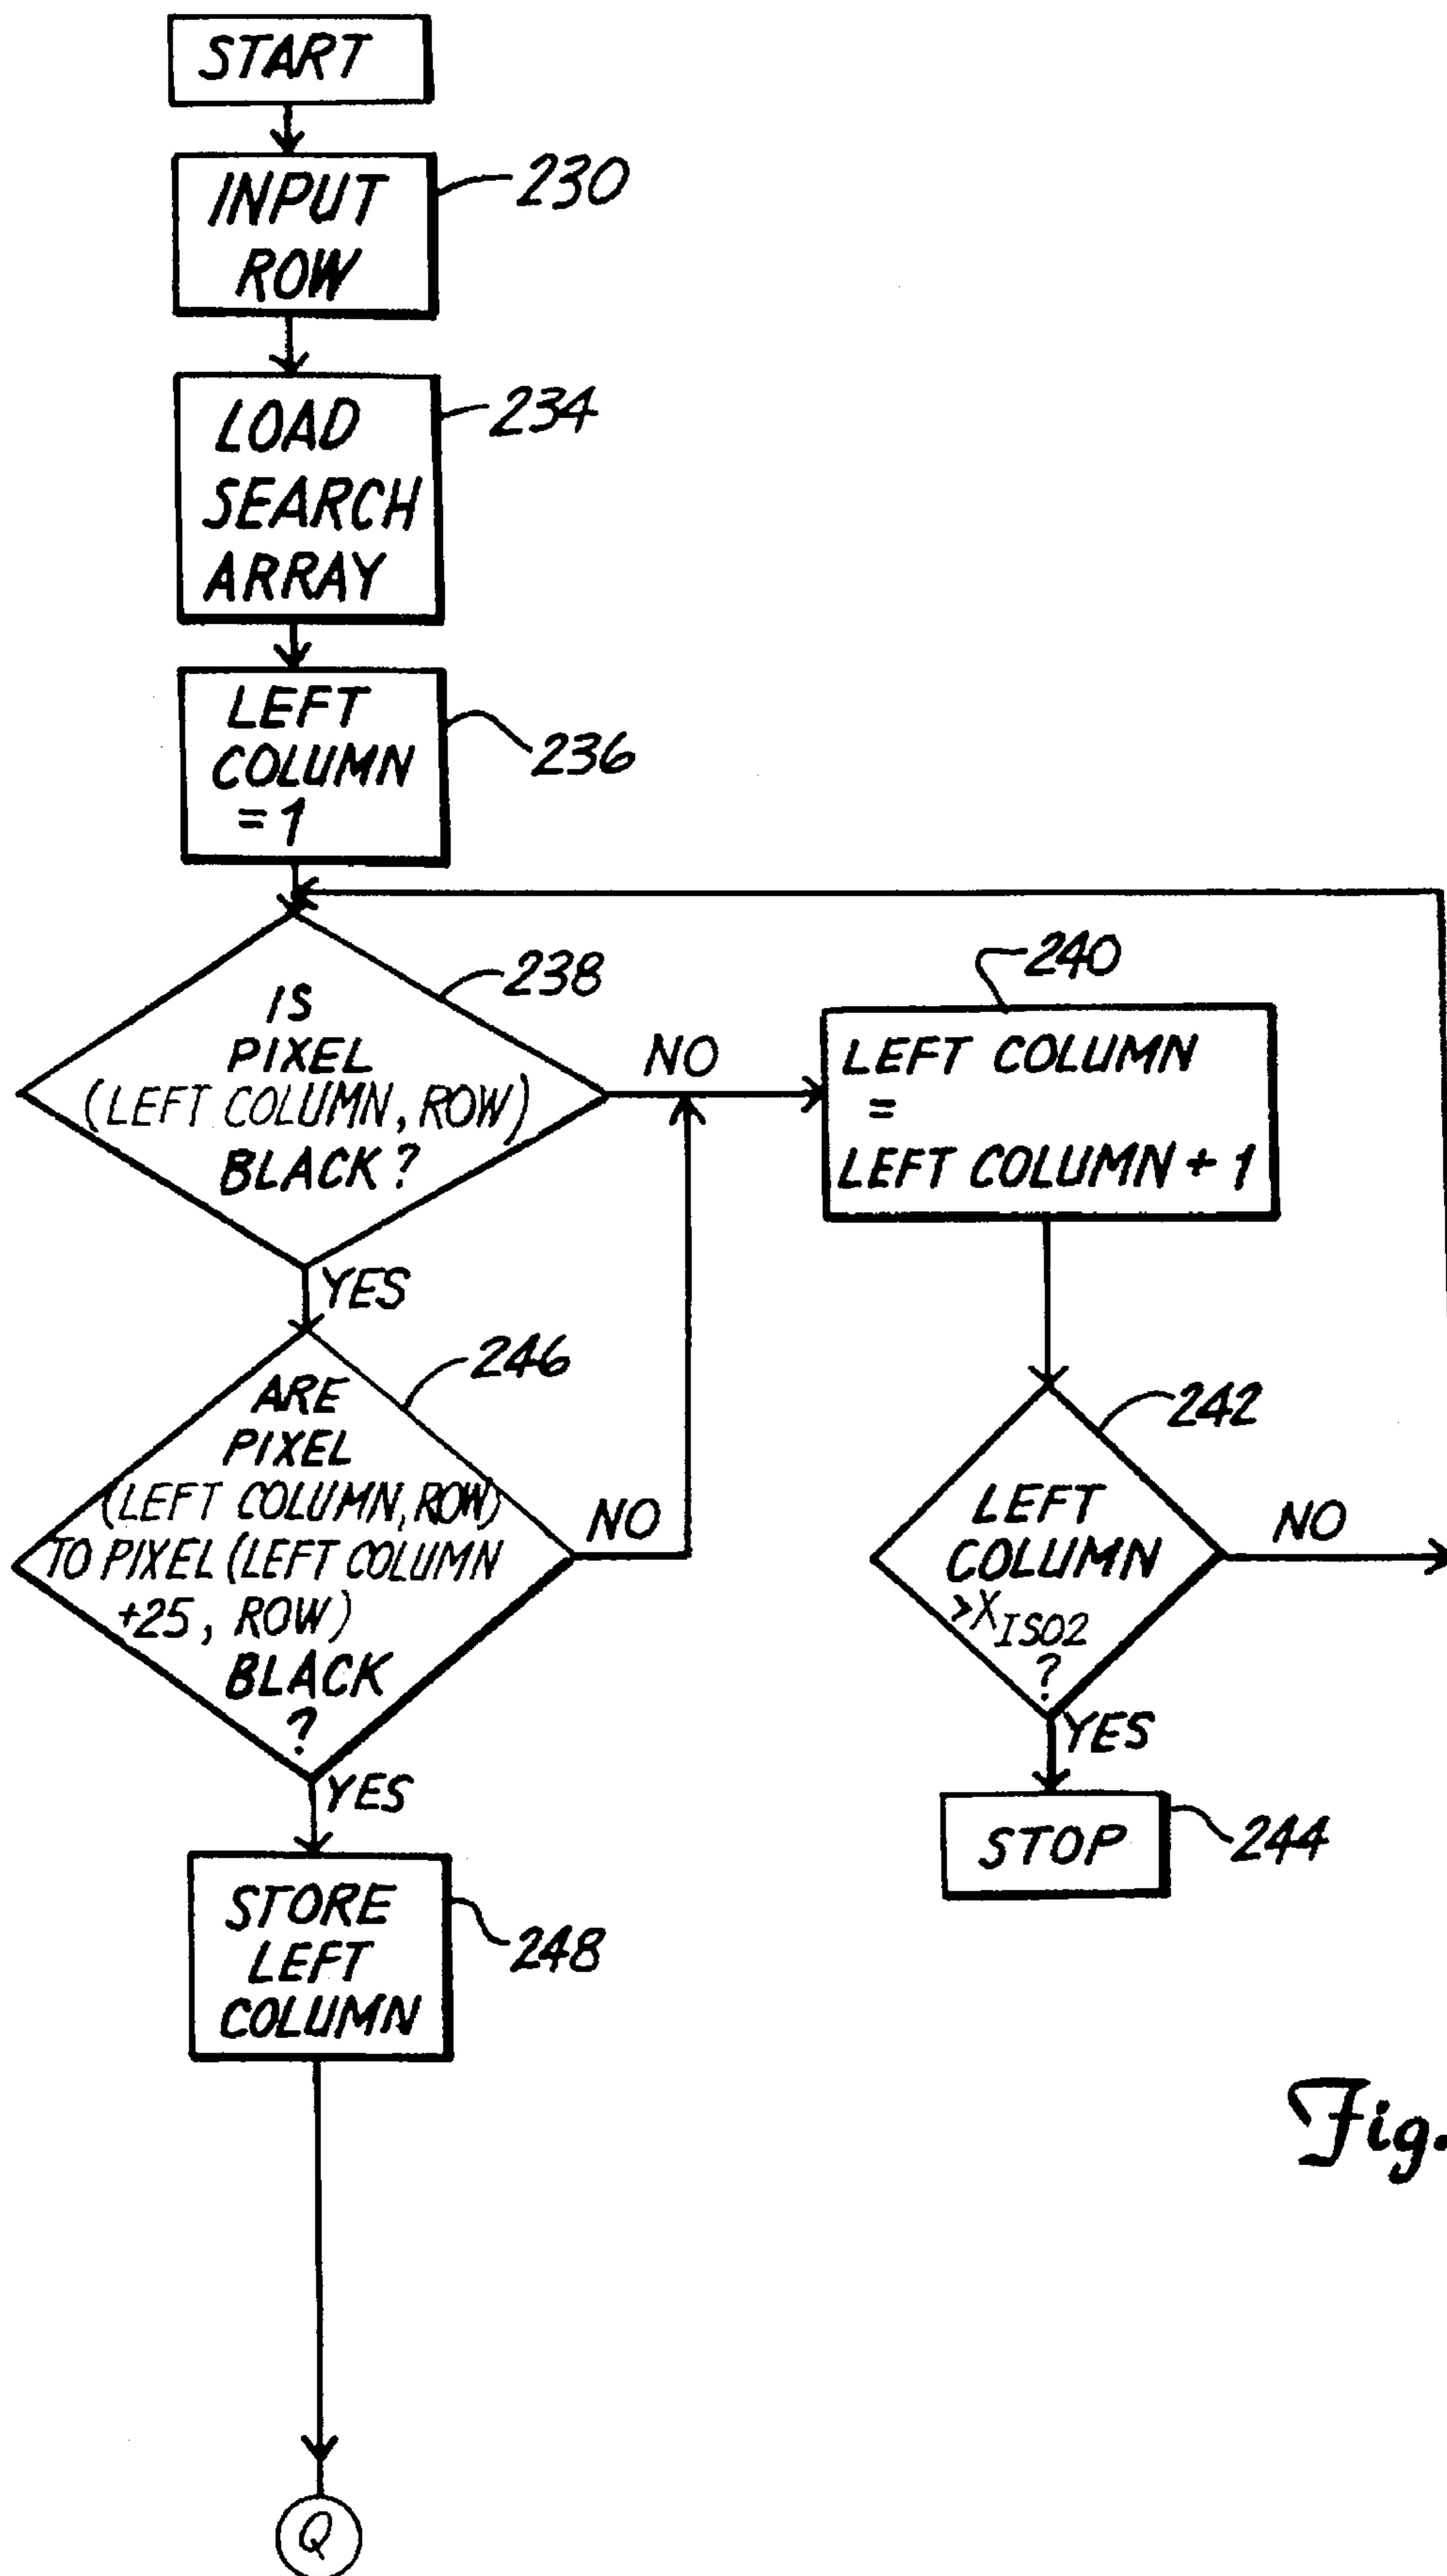 START
INPUT
ROW
230
LOAD
SEARCH
ARRAY
234
LEFT
COLUMN
= 1
236
IS
PIXEL
(LEFT COLUMN, ROW)
BLACK?
238
NO
YES
240
LEFT COLUMN
=
LEFT COLUMN + 1
ARE
PIXEL
(LEFT COLUMN, ROW)
TO PIXEL (LEFT COLUMN
+25, ROW)
BLACK
?
246
NO
YES
242
LEFT
COLUMN
>XISO2
?
NO
YES
STOP
244
STORE
LEFT
COLUMN
248
Fig.
Q